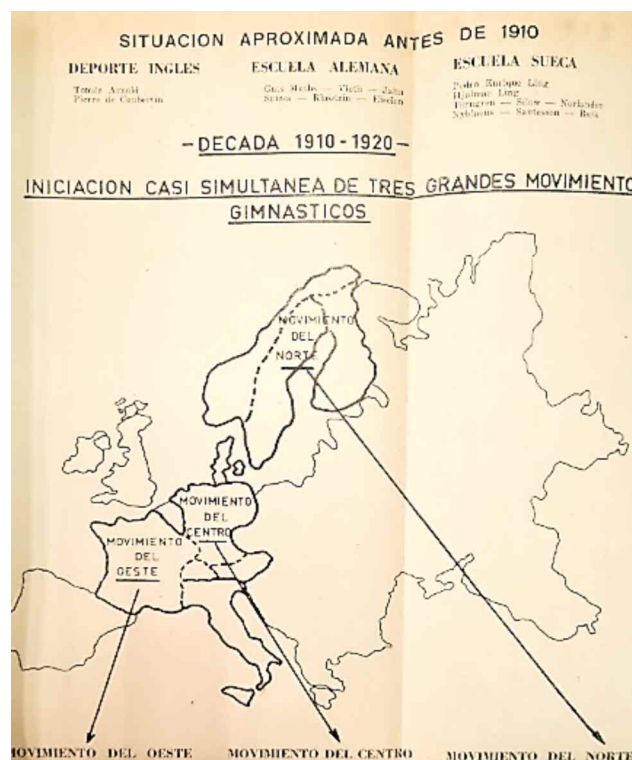 SITUACION APROXIMADA ANTES DE 1910
DEPORTE INGLES
Tomás Arnold
Pierre de Coubertin
ESCUELA ALEMANA
Guts Muths — Vieth — Jahn
Spiess — Eiselen
ESCUELA SUECA
Pedro Enrique Ling
Hjalmar Ling
Törngren — Silow — Norlander
Nyblaeus — Santesson —
-DECADA 1910-1920-
INICIACION CASI SIMULTANEA DE TRES GRANDES MOVIMIENTO
GIMNASTICOS
MOVIMIENTO
DEL
NORTE
MOVIMIENTO
DEL
CENTRO
MOVIMIENTO
DEL
OESTE
MOVIMIENTO DEL OESTE
MOVIMIENTO DEL CENTRO
MOVIMIENTO DEL NORTE